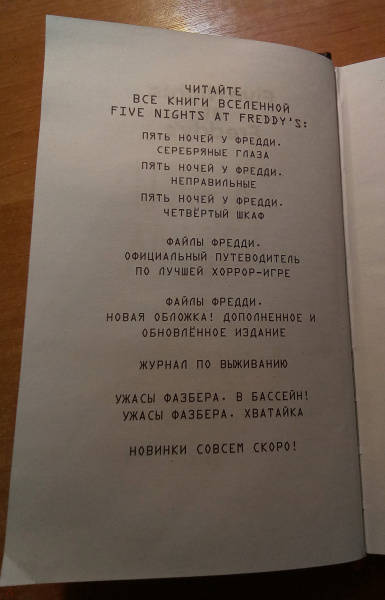 ЧИТАЙТЕ
ВСЕ КНИГИ ВСЕЛЕННОЙ
FIVE NIGHTS AT FREDDY'S:
ПЯТЬ НОЧЕЙ У ФРЕДДИ.
СЕРЕБРЯНЫЕ ГЛАЗА
ПЯТЬ НОЧЕЙ У ФРЕДДИ.
НЕПРАВИЛЬНЫЕ
ПЯТЬ НОЧЕЙ У ФРЕДДИ.
ЧЕТВЁРТЫЙ ШКАФ
ФАЙЛЫ ФРЕДДИ.
ОФИЦИАЛЬНЫЙ ПУТЕВОДИТЕЛЬ
ПО ЛУЧШЕЙ ХОРРОР-ИГРЕ
ФАЙЛЫ ФРЕДДИ.
НОВАЯ ОБЛОЖКА! ДОПОЛНЕННОЕ И
ОБНОВЛЁННОЕ ИЗДАНИЕ
ЖУРНАЛ ПО ВЫЖИВАНИЮ
УЖАСЫ ФАЗБЕРА. В БАССЕЙН!
УЖАСЫ ФАЗБЕРА. ХВАТАЙКА
НОВИНКИ СОВСЕМ СКОРО!